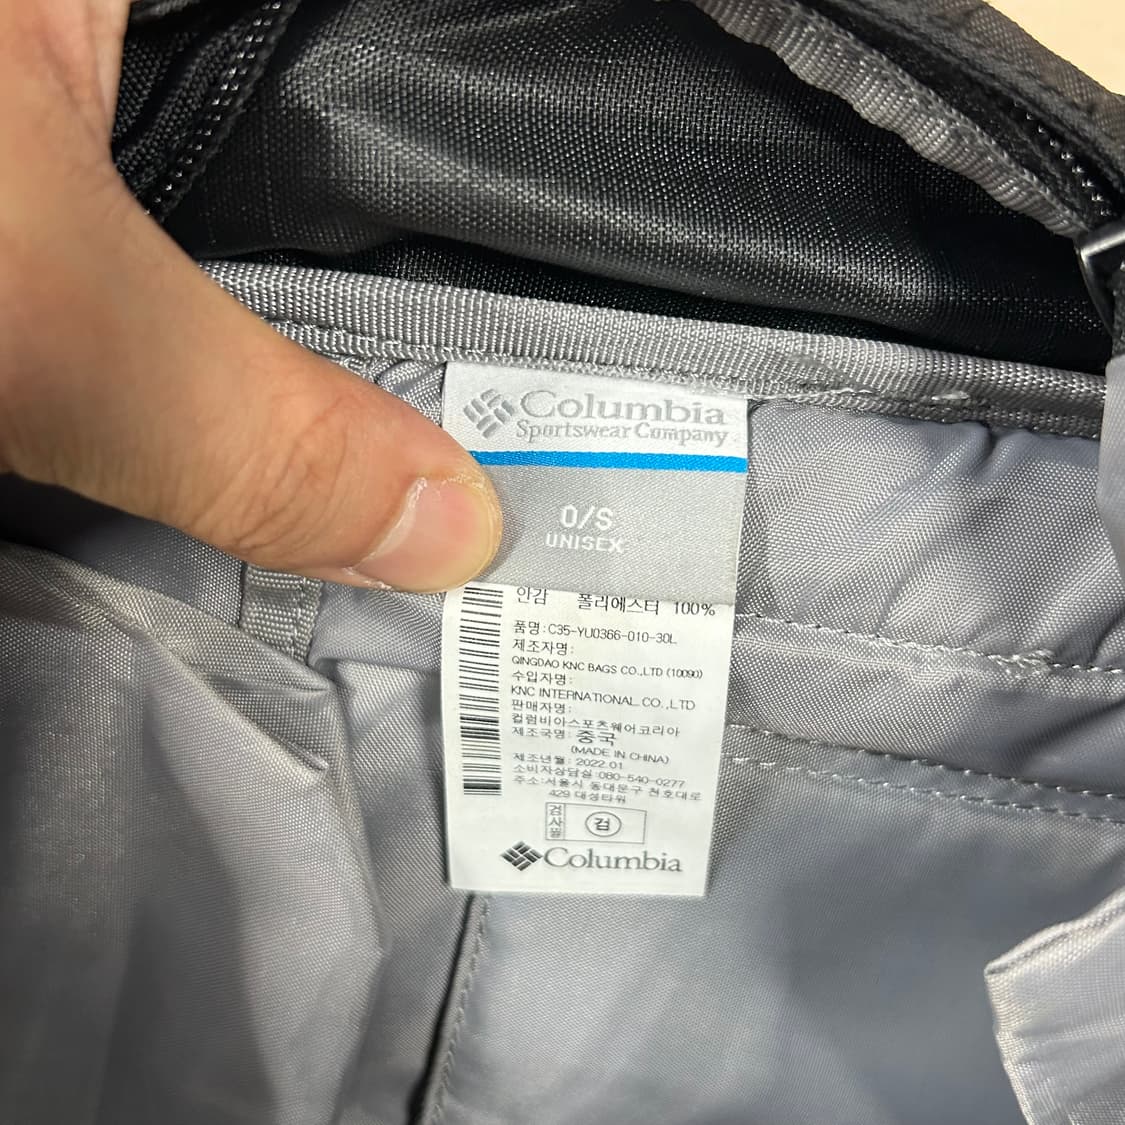 Columbia
Sportswear Company
O/S
UNISEX
안감 폴리에스터 100%
품명:C35-YU0366-010-30L
제조자명:
QINGDAO KNC BAGS CO.,LTD (10090)
수입자명:
KNC INTERNATIONAL CO.,LTD
판매자명:
컬럼비아스포츠웨어코리아
제조국명: 중국
(MADE IN CHINA)
제조년월: 2022.01
소비자상담실:080-540-0277
주소:서울시 동대문구 천호대로
429 대성타워
검사필
검
Columbia